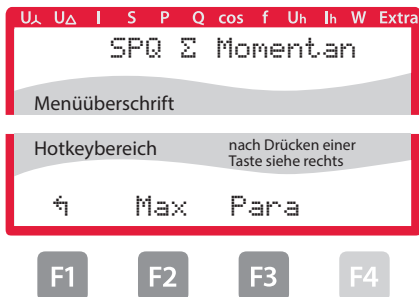 U⅄ U△ I S P Q cos f Uh Ih W Extra
SPQ Σ Momentan
Menüüberschrift
Hotkeybereich nach Drücken einer
Taste siehe rechts
↰ Max Para
F1 F2 F3 F4